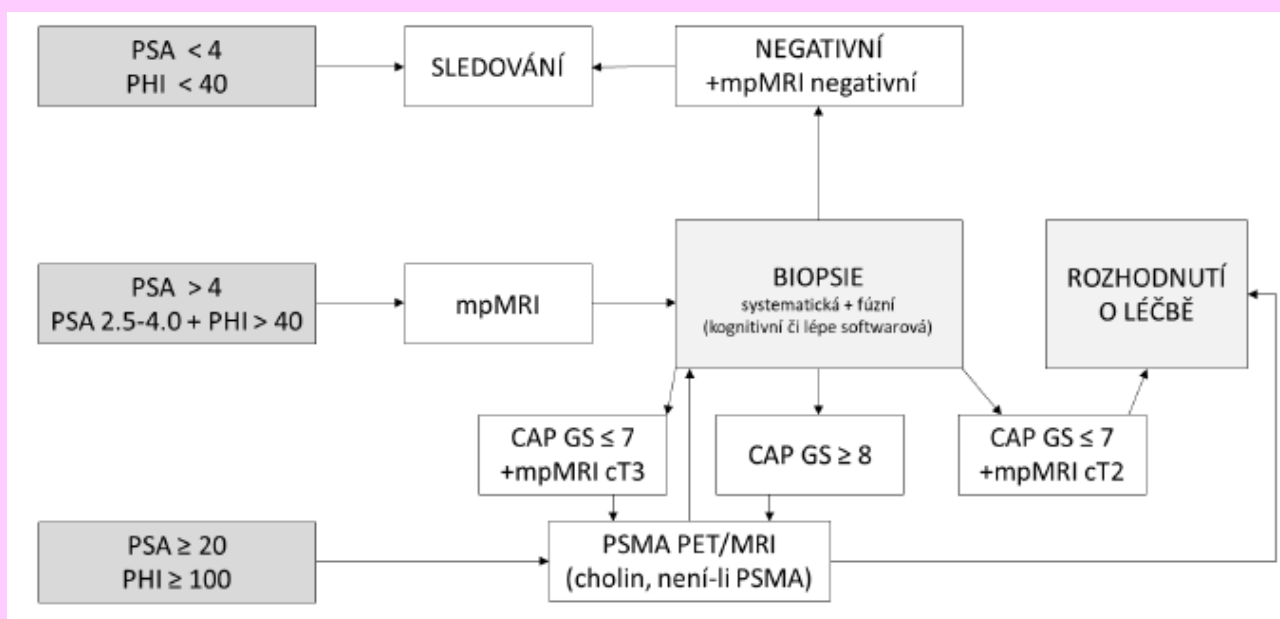 PSA < 4
PHI < 40
SLEDOVÁNÍ
NEGATIVNÍ
+mpMRI negativní
PSA > 4
PSA 2.5-4.0 + PHI > 40
mpMRI
BIOPSIE
systematická + fúzní
(kognitivní či lépe softwarová)
ROZHODNUTÍ
O LÉČBĚ
CAP GS ≤ 7
+mpMRI cT3
CAP GS ≥ 8
CAP GS ≤ 7
+mpMRI cT2
PSA ≥ 20
PHI ≥ 100
PSMA PET/MRI
(cholin, není-li PSMA)